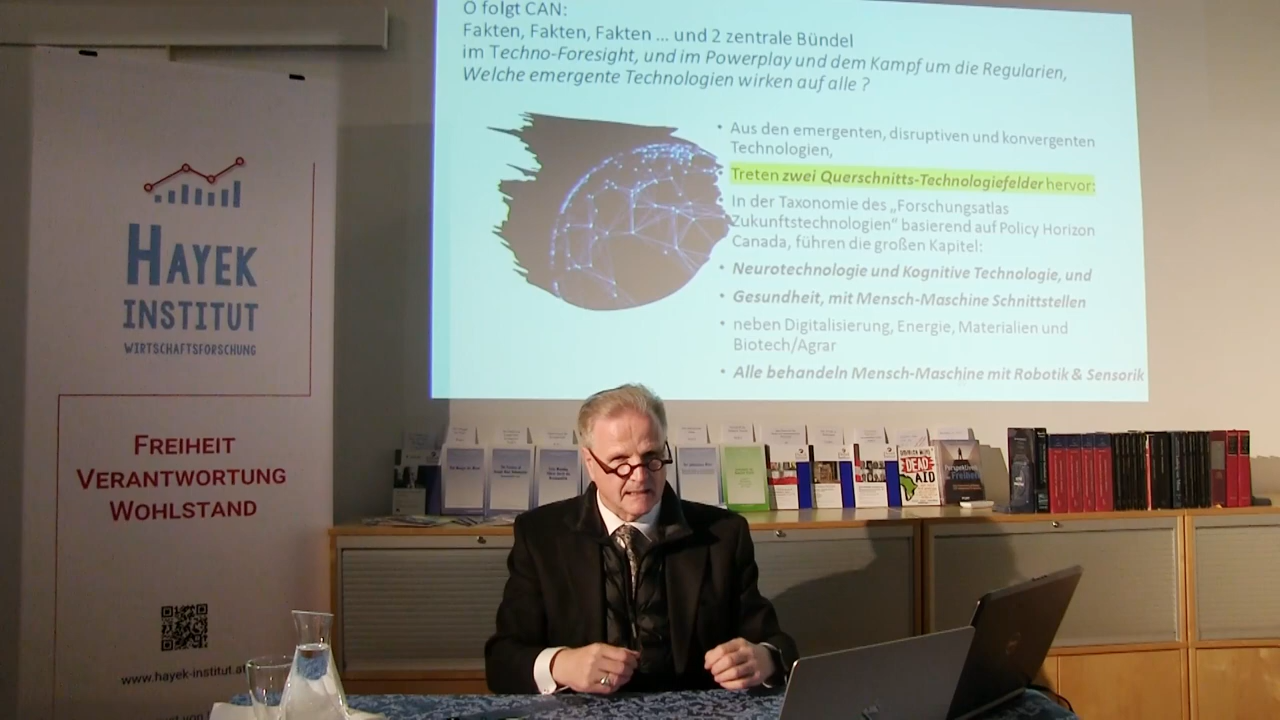 O folgt CAN:
Fakten, Fakten, Fakten ... und 2 zentrale Bündel
im Techno-Foresight, und im Powerplay und dem Kampf um die Regularien,
Welche emergente Technologien wirken auf alle ?
• Aus den emergenten, disruptiven und konvergenten
Technologien,
Treten zwei Querschnitts-Technologiefelder hervor:
• In der Taxonomie des „Forschungsatlas
Zukunftstechnologien" basierend auf Policy Horizon
Canada, führen die großen Kapitel:
• Neurotechnologie und Kognitive Technologie, und
• Gesundheit, mit Mensch-Maschine Schnittstellen
• neben Digitalisierung, Energie, Materialien und
Biotech/Agrar
• Alle behandeln Mensch-Maschine mit Robotik & Sensorik
HAYEK
INSTITUT
WIRTSCHAFTSFORSCHUNG
FREIHEIT
VERANTWORTUNG
WOHLSTAND
www.hayek-institut.at
DEAD
AID
Perspektiven
Freiheit